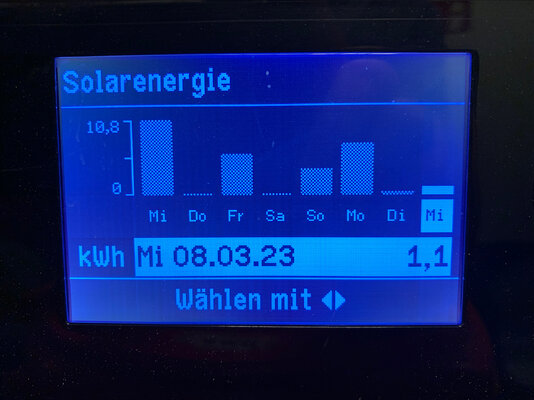 Solarenergie
10,8
0
Mi Do Fr Sa So Mo Di Mi
kWh Mi 08.03.23 1,1
Wählen mit